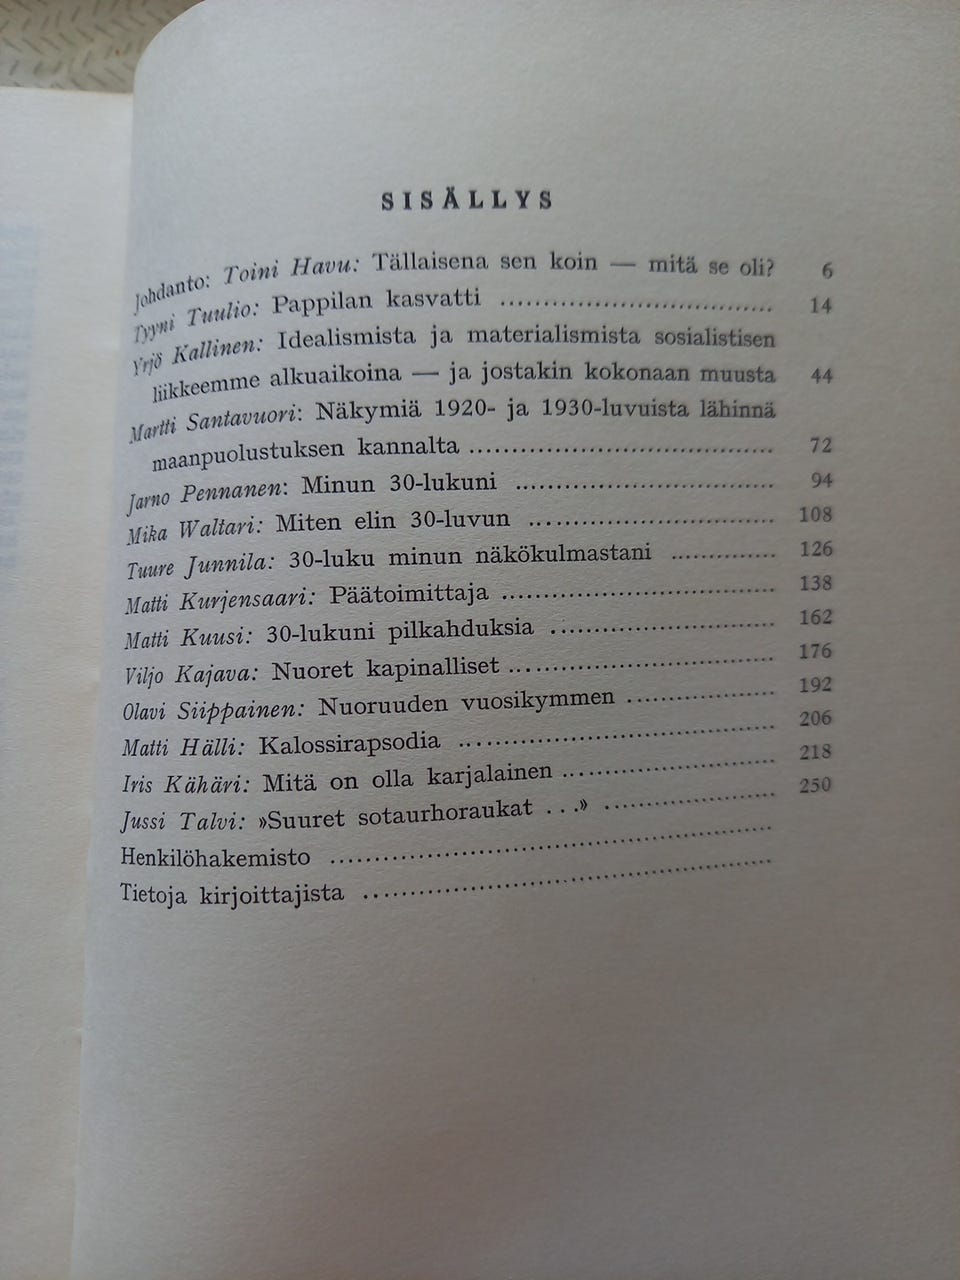 SISÄLLYS
Johdanto: Toini Havu: Tällaisena sen koin — mitä se oli? 6
Tyyni Tuulio: Pappilan kasvatti ........................................ 14
Yrjö Kallinen: Idealismista ja materialismista sosialistisen
liikkeemme alkuaikoina — ja jostakin kokonaan muusta 44
Martti Santavuori: Näkymiä 1920- ja 1930-luvuista lähinnä
maanpuolustuksen kannalta ........................................ 72
Jarno Pennanen: Minun 30-lukuni .................................. 94
Mika Waltari: Miten elin 30-luvun ................................ 108
Tuure Junnila: 30-luku minun näkökulmastani .............. 126
Matti Kurjensaari: Päätoimittaja .................................... 138
Matti Kuusi: 30-lukuni pilkahduksia .............................. 162
Viljo Kajava: Nuoret kapinalliset .................................... 176
Olavi Siippainen: Nuoruuden vuosikymmen .................... 192
Matti Hälli: Kalossirapsodia .......................................... 206
Iris Kähäri: Mitä on olla karjalainen .............................. 218
Jussi Talvi: »Suuret sotaurhoraukat . . .» ...................... 250
Henkilöhakemisto ............................................................
Tietoja kirjoittajista ........................................................